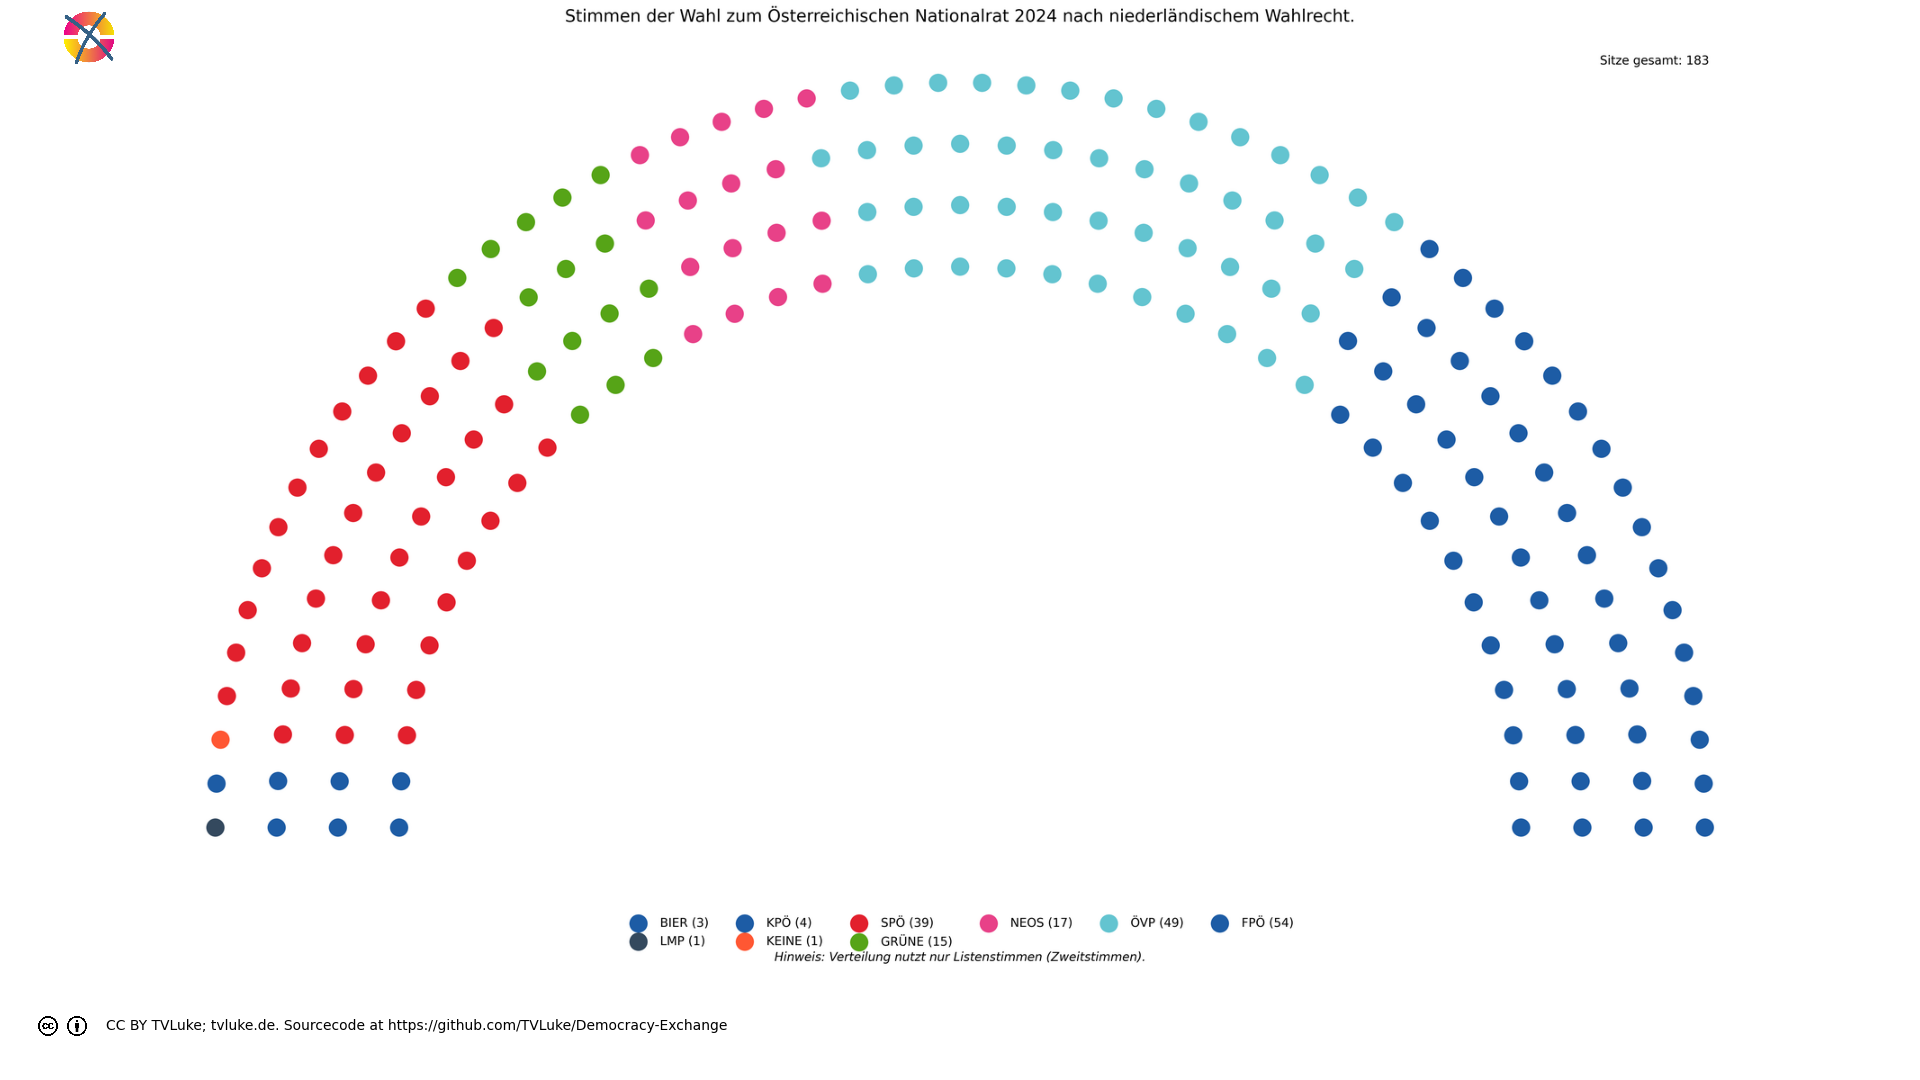 Stimmen der Wahl zum Österreichischen Nationalrat 2024 nach niederländischem Wahlrecht.
Sitze gesamt: 183
BIER (3) KPÖ (4) SPÖ (39) NEOS (17) ÖVP (49) FPÖ (54)
LMP (1) KEINE (1) GRÜNE (15)
Hinweis: Verteilung nutzt nur Listenstimmen (Zweitstimmen).
cc CC BY TVLuke; tvluke.de. Sourcecode at https://github.com/TVLuke/Democracy-Exchange